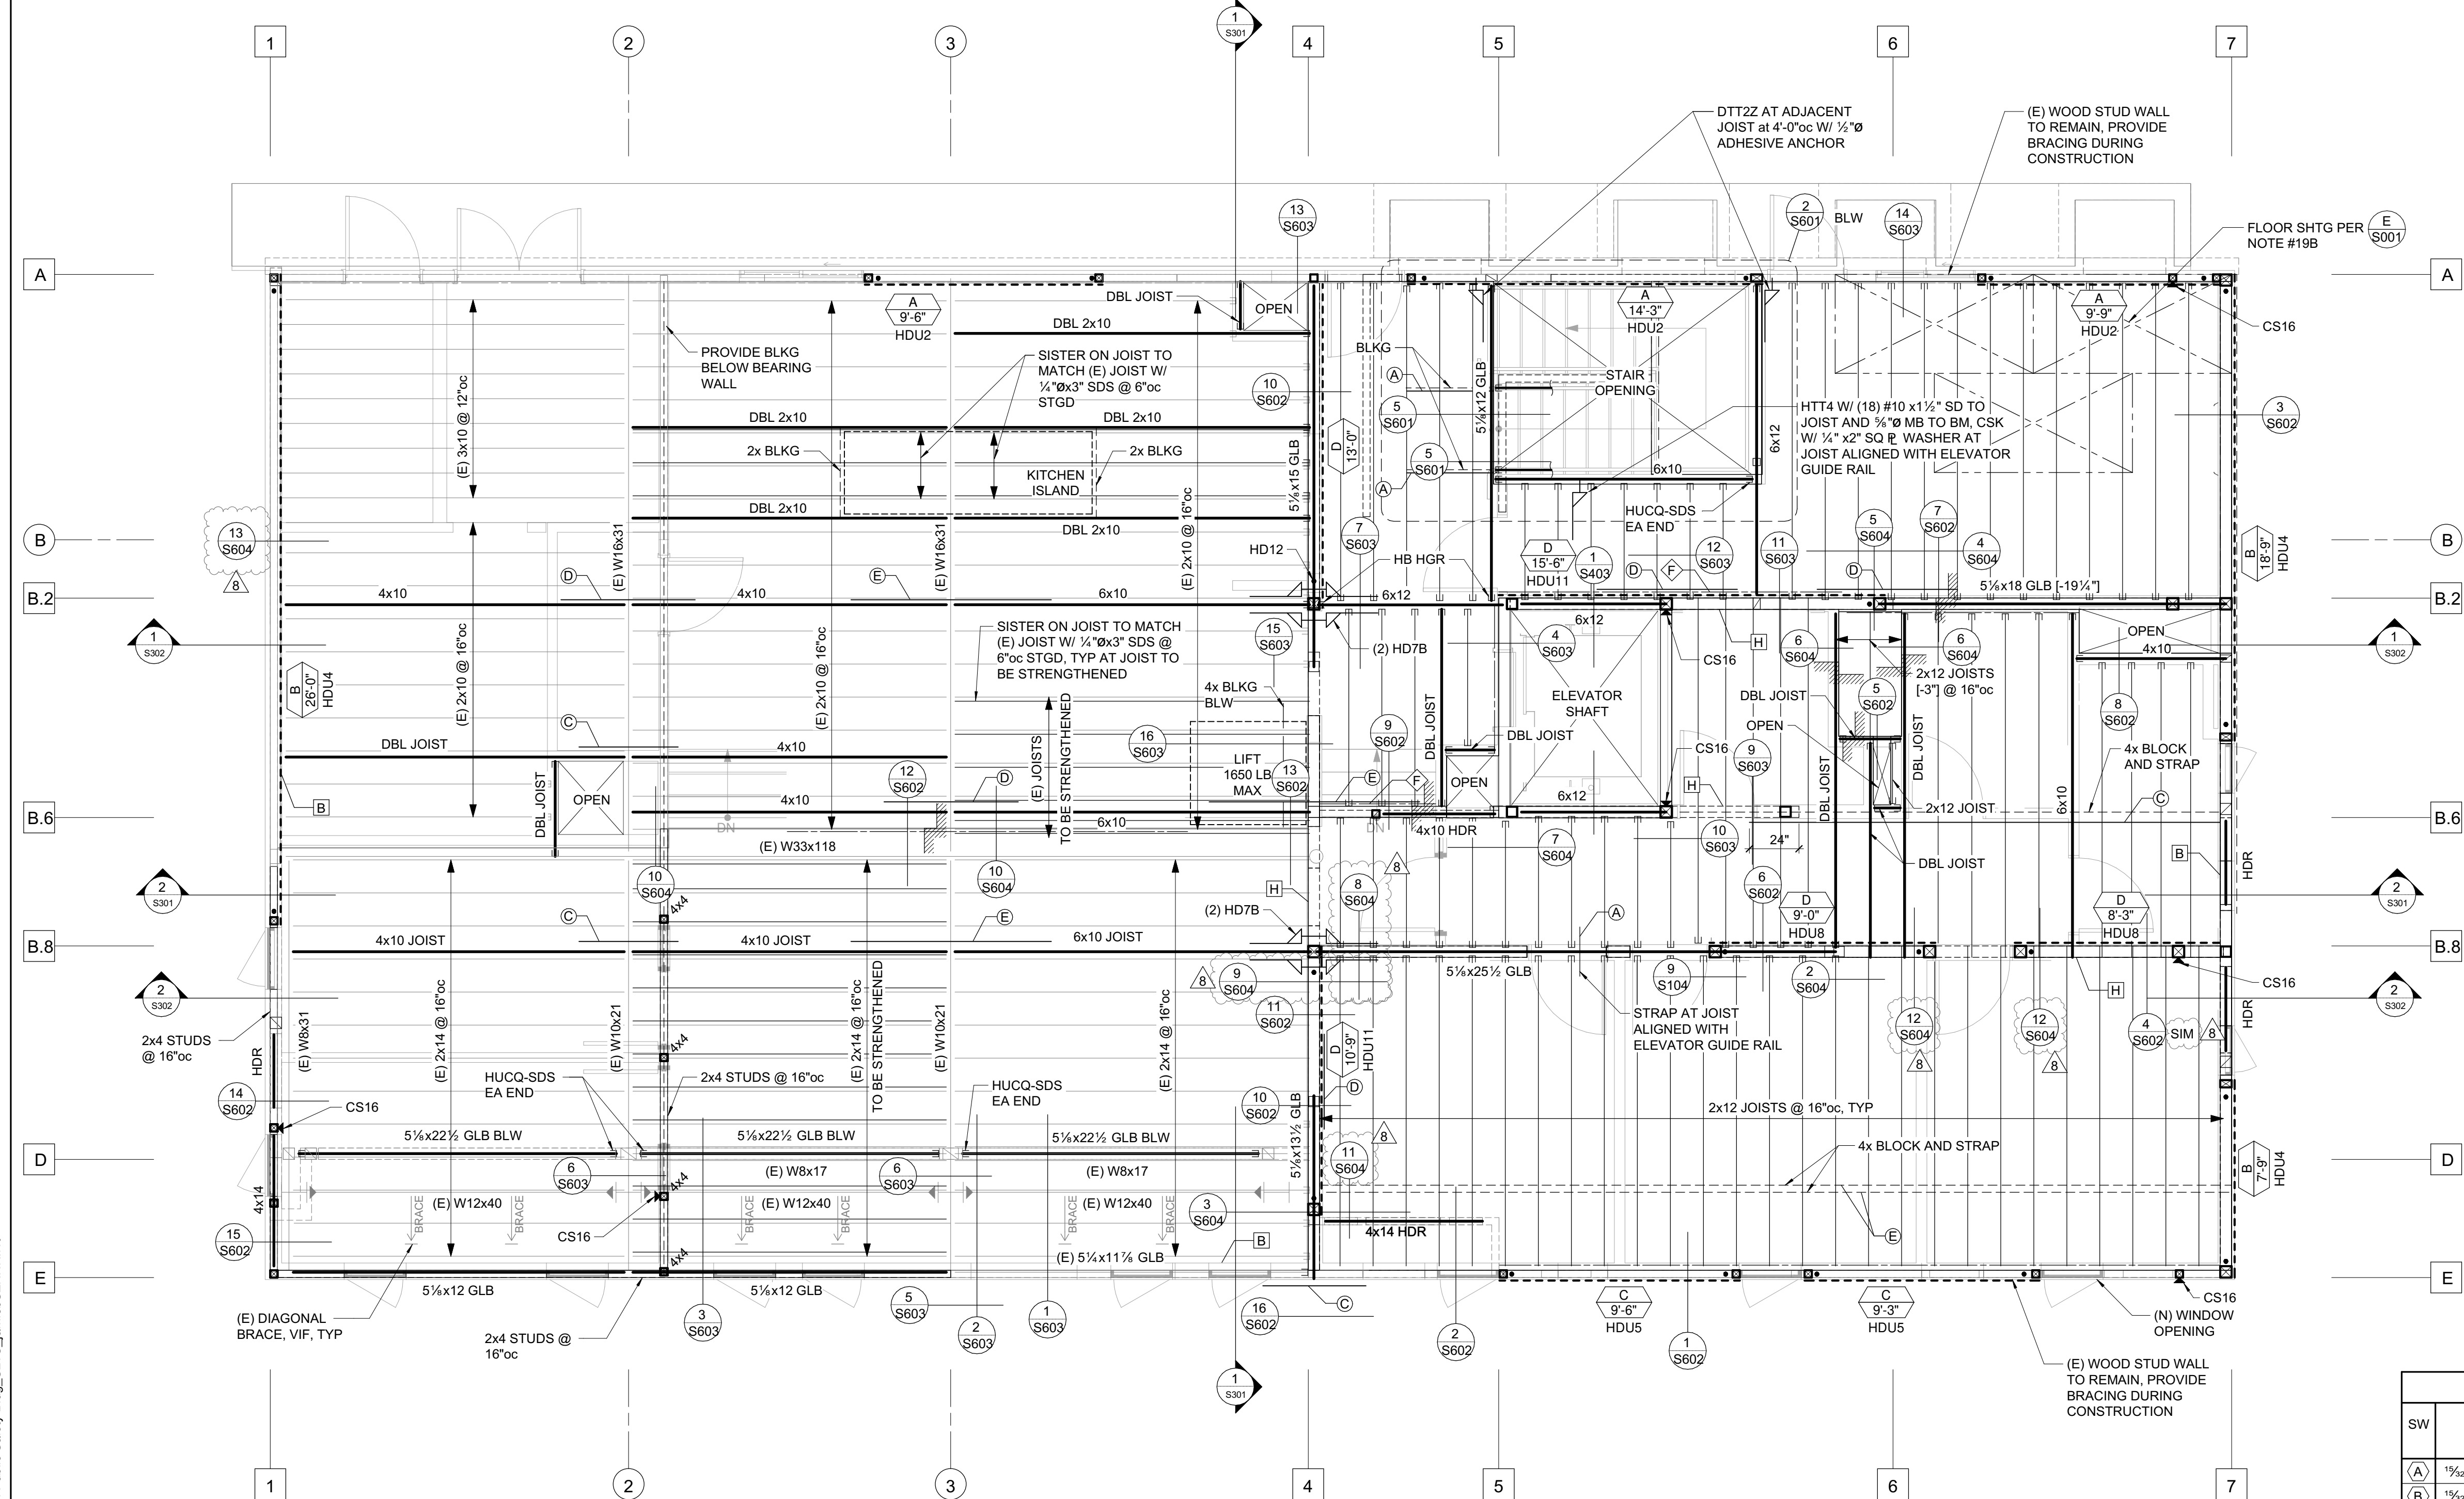 1
S301
1
2
3
4
5
6
7
DTT2Z AT ADJACENT
JOIST at 4'-0"oc W/ ½"Ø
ADHESIVE ANCHOR
(E) WOOD STUD WALL
TO REMAIN, PROVIDE
BRACING DURING
CONSTRUCTION
13
S603
2
S601
BLW
14
S603
FLOOR SHTG PER
NOTE #19B
E
S001
A
A
DBL JOIST
OPEN
A
9'-6"
HDU2
A
14'-3"
HDU2
A
9'-9"
HDU2
CS16
DBL 2x10
PROVIDE BLKG
BELOW BEARING
WALL
SISTER ON JOIST TO
MATCH (E) JOIST W/
¼"Øx3" SDS @ 6"oc
STGD
BLKG
A
10
S602
5
S601
5⅛x12 GLB
STAIR
OPENING
(E) 3x10 @ 12"oc
DBL 2x10
DBL 2x10
HTT4 W/ (18) #10 x1½" SD TO
JOIST AND ⅝"Ø MB TO BM, CSK
W/ ¼" x2" SQ PL WASHER AT
JOIST ALIGNED WITH ELEVATOR
GUIDE RAIL
3
S602
6x12
2x BLKG
2x BLKG
KITCHEN
ISLAND
5⅛x15 GLB
D
13'-0"
5
S601
A
6x10
DBL 2x10
DBL 2x10
HUCQ-SDS
EA END
13
S604
8
B
B
(E) W16x31
(E) W16x31
(E) 2x10 @ 16"oc
HD12
7
S603
HB HGR
D
15'-6"
HDU11
1
S403
D
F
12
S603
11
S603
5
S604
7
S602
4
S604
D
B
18'-9"
HDU4
D
E
4x10
4x10
6x10
6x12
5⅛x18 GLB [-19¼"]
B.2
B.2
1
S302
SISTER ON JOIST TO MATCH
(E) JOIST W/ ¼"Øx3" SDS @
6"oc STGD, TYP AT JOIST TO
BE STRENGTHENED
15
S603
(2) HD7B
4
S603
6x12
H
CS16
6
S604
6
S604
OPEN
4x10
1
S302
B
26'-0"
HDU4
(E) 2x10 @ 16"oc
(E) 2x10 @ 16"oc
4x BLKG
BLW
ELEVATOR
SHAFT
2x12 JOISTS
[-3"] @ 16"oc
DBL JOIST
5
S602
OPEN
8
S602
C
DBL JOIST
4x10
16
S603
9
S602
DBL JOIST
DBL JOIST
CS16
9
S603
DBL JOIST
4x BLOCK
AND STRAP
C
LIFT
1650 LB
MAX
13
S602
OPEN
E
F
H
B
DBL JOIST
OPEN
12
S602
D
(E) JOISTS
TO BE STRENGTHENED
4x10
6x12
DBL JOIST
2x12 JOIST
6x10
B.6
B.6
DN
6x10
DN
4x10 HDR
(E) W33x118
7
S604
10
S603
24"
DBL JOIST
B
HDR
10
S604
10
S604
8
S604
8
6
S602
D
9'-0"
HDU8
D
8'-3"
HDU8
2
S301
2
S301
4x4
H
(2) HD7B
A
C
E
4x10 JOIST
4x10 JOIST
6x10 JOIST
B.8
B.8
9
S604
8
5⅛x25½ GLB
9
S104
2
S604
H
CS16
2
S302
2
S302
2x4 STUDS
@ 16"oc
HDR
(E) W8x31
(E) 2x14 @ 16"oc
(E) W10x21
(E) 2x14 @ 16"oc
TO BE STRENGTHENED
(E) W10x21
(E) 2x14 @ 16"oc
11
S602
D
10'-9"
HDU11
STRAP AT JOIST
ALIGNED WITH
ELEVATOR GUIDE RAIL
12
S604
8
12
S604
8
4
S602
SIM
8
HDR
4x4
HUCQ-SDS
EA END
2x4 STUDS @ 16"oc
HUCQ-SDS
EA END
14
S602
CS16
10
S602
D
2x12 JOISTS @ 16"oc, TYP
5⅛x22½ GLB BLW
5⅛x22½ GLB BLW
5⅛x22½ GLB BLW
5⅛x13½ GLB
8
11
S604
4x BLOCK AND STRAP
D
D
6
S603
(E) W8x17
6
S603
(E) W8x17
B
7'-9"
HDU4
4x14
4x4
(E) W12x40
(E) W12x40
(E) W12x40
BRACE
BRACE
BRACE
BRACE
BRACE
BRACE
3
S604
4x14 HDR
E
15
S602
CS16
4x4
B
(E) 5¼x11⅞ GLB
E
E
5⅛x12 GLB
5⅛x12 GLB
5
S603
C
C
9'-6"
HDU5
C
9'-3"
HDU5
CS16
(E) DIAGONAL
BRACE, VIF, TYP
2x4 STUDS @
16"oc
3
S603
2
S603
1
S603
16
S602
2
S602
1
S602
(N) WINDOW
OPENING
(E) WOOD STUD WALL
TO REMAIN, PROVIDE
BRACING DURING
CONSTRUCTION
1
S301
SW
A
15/32
B
15/32
1
2
3
4
5
6
7